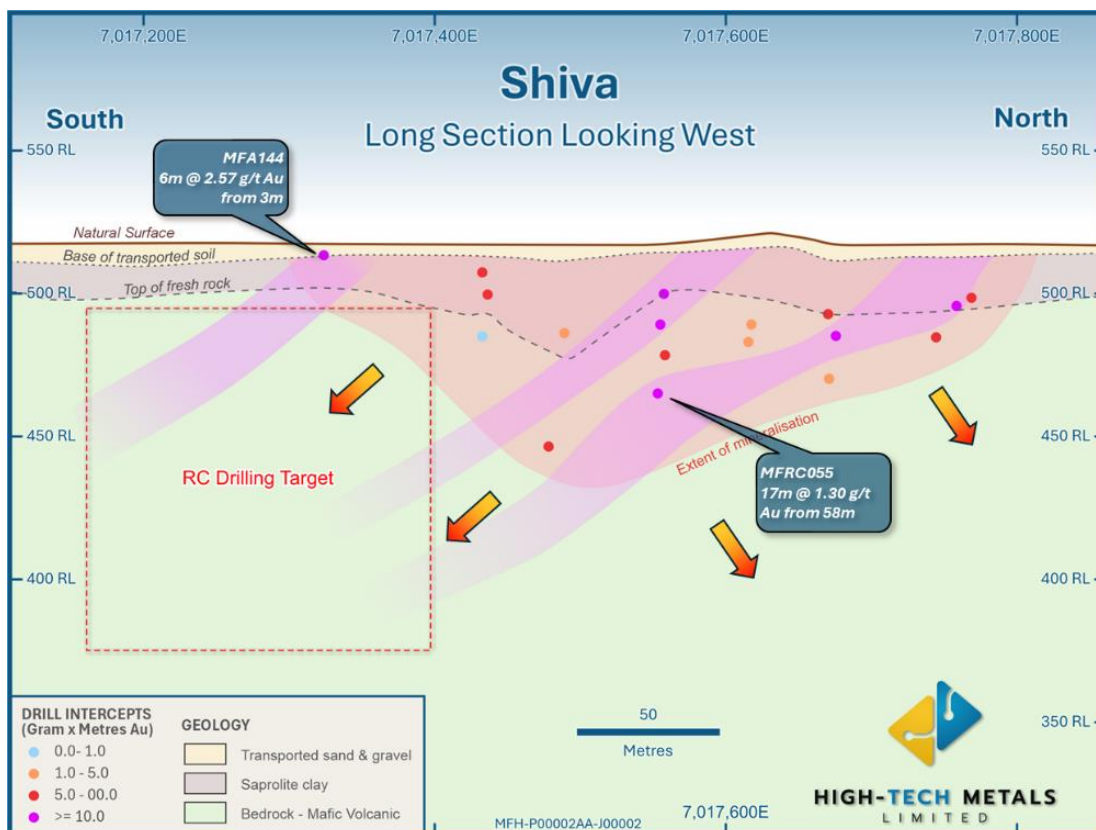 7,017,200E
7,017,400E
7,017,600E
7,017,800E
Shiva
South
North
Long Section Looking West
550 RL
550 RL
MFA144
6m @ 2.57 g/t Au
from 3m
Natural Surface
Base of transported soil
Top of fresh rock
500 RL
500 RL
450 RL
450 RL
Extent of mineralisation
RC Drilling Target
MFRC055
17m @ 1.30 g/t
Au from 58m
400 RL
400 RL
350 RL
DRILL INTERCEPTS
(Gram x Metres Au)
0.0- 1.0
1.0 - 5.0
5.0 - 00.0
>= 10.0
GEOLOGY
Transported sand & gravel
Saprolite clay
Bedrock - Mafic Volcanic
50
Metres
7,017,600E
MFH-P00002AA-J00002
HIGH-TECH METALS
LIMITED